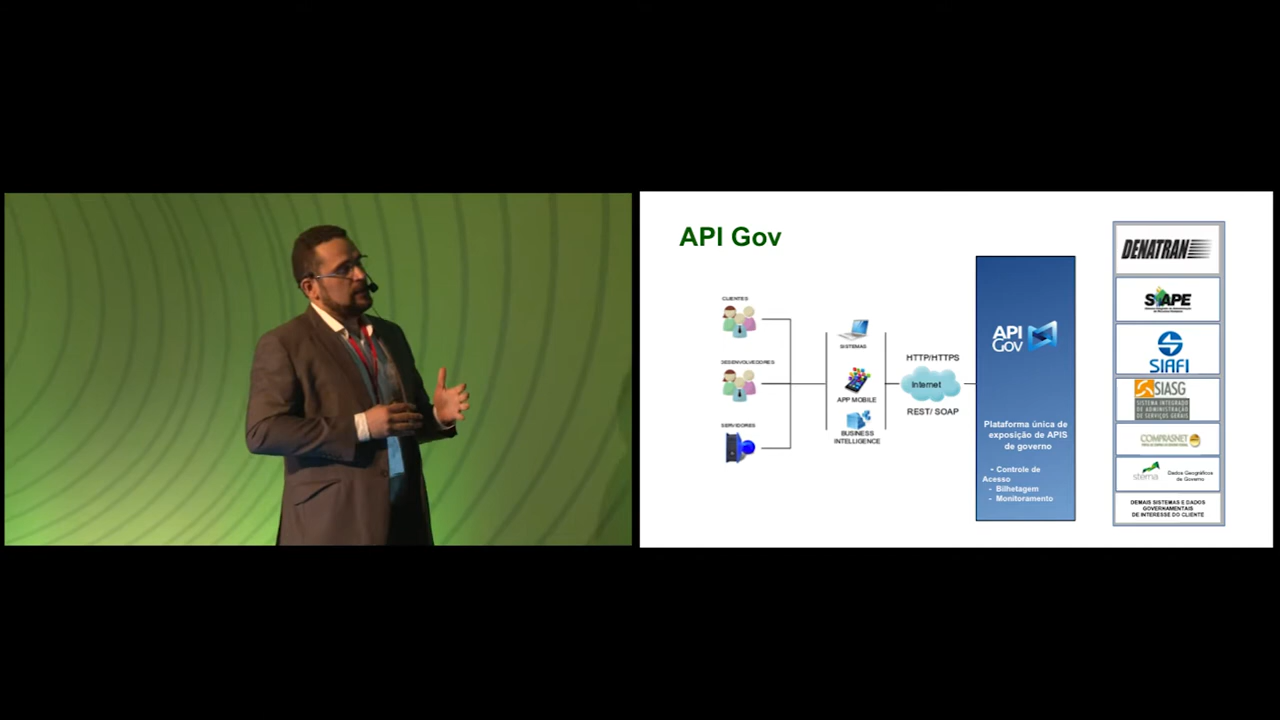 API Gov
CLIENTES
DESENVOLVEDORES
SERVIDORES
SISTEMAS
APP MOBILE
BUSINESS
INTELLIGENCE
HTTP/HTTPS
Internet
REST/ SOAP
API
Gov
Plataforma única de
exposição de APIS
de governo
- Controle de
Acesso
- Bilhetagem
- Monitoramento
DENATRAN
SIAPE
SIAFI
SIASG
SISTEMA INTEGRADO
DE ADMINISTRAÇÃO
DE SERVIÇOS GERAIS
COMPRASNET
Dados Geográficos
de Governo
DEMAIS SISTEMAS E DADOS
GOVERNAMENTAIS
DE INTERESSE DO CLIENTE